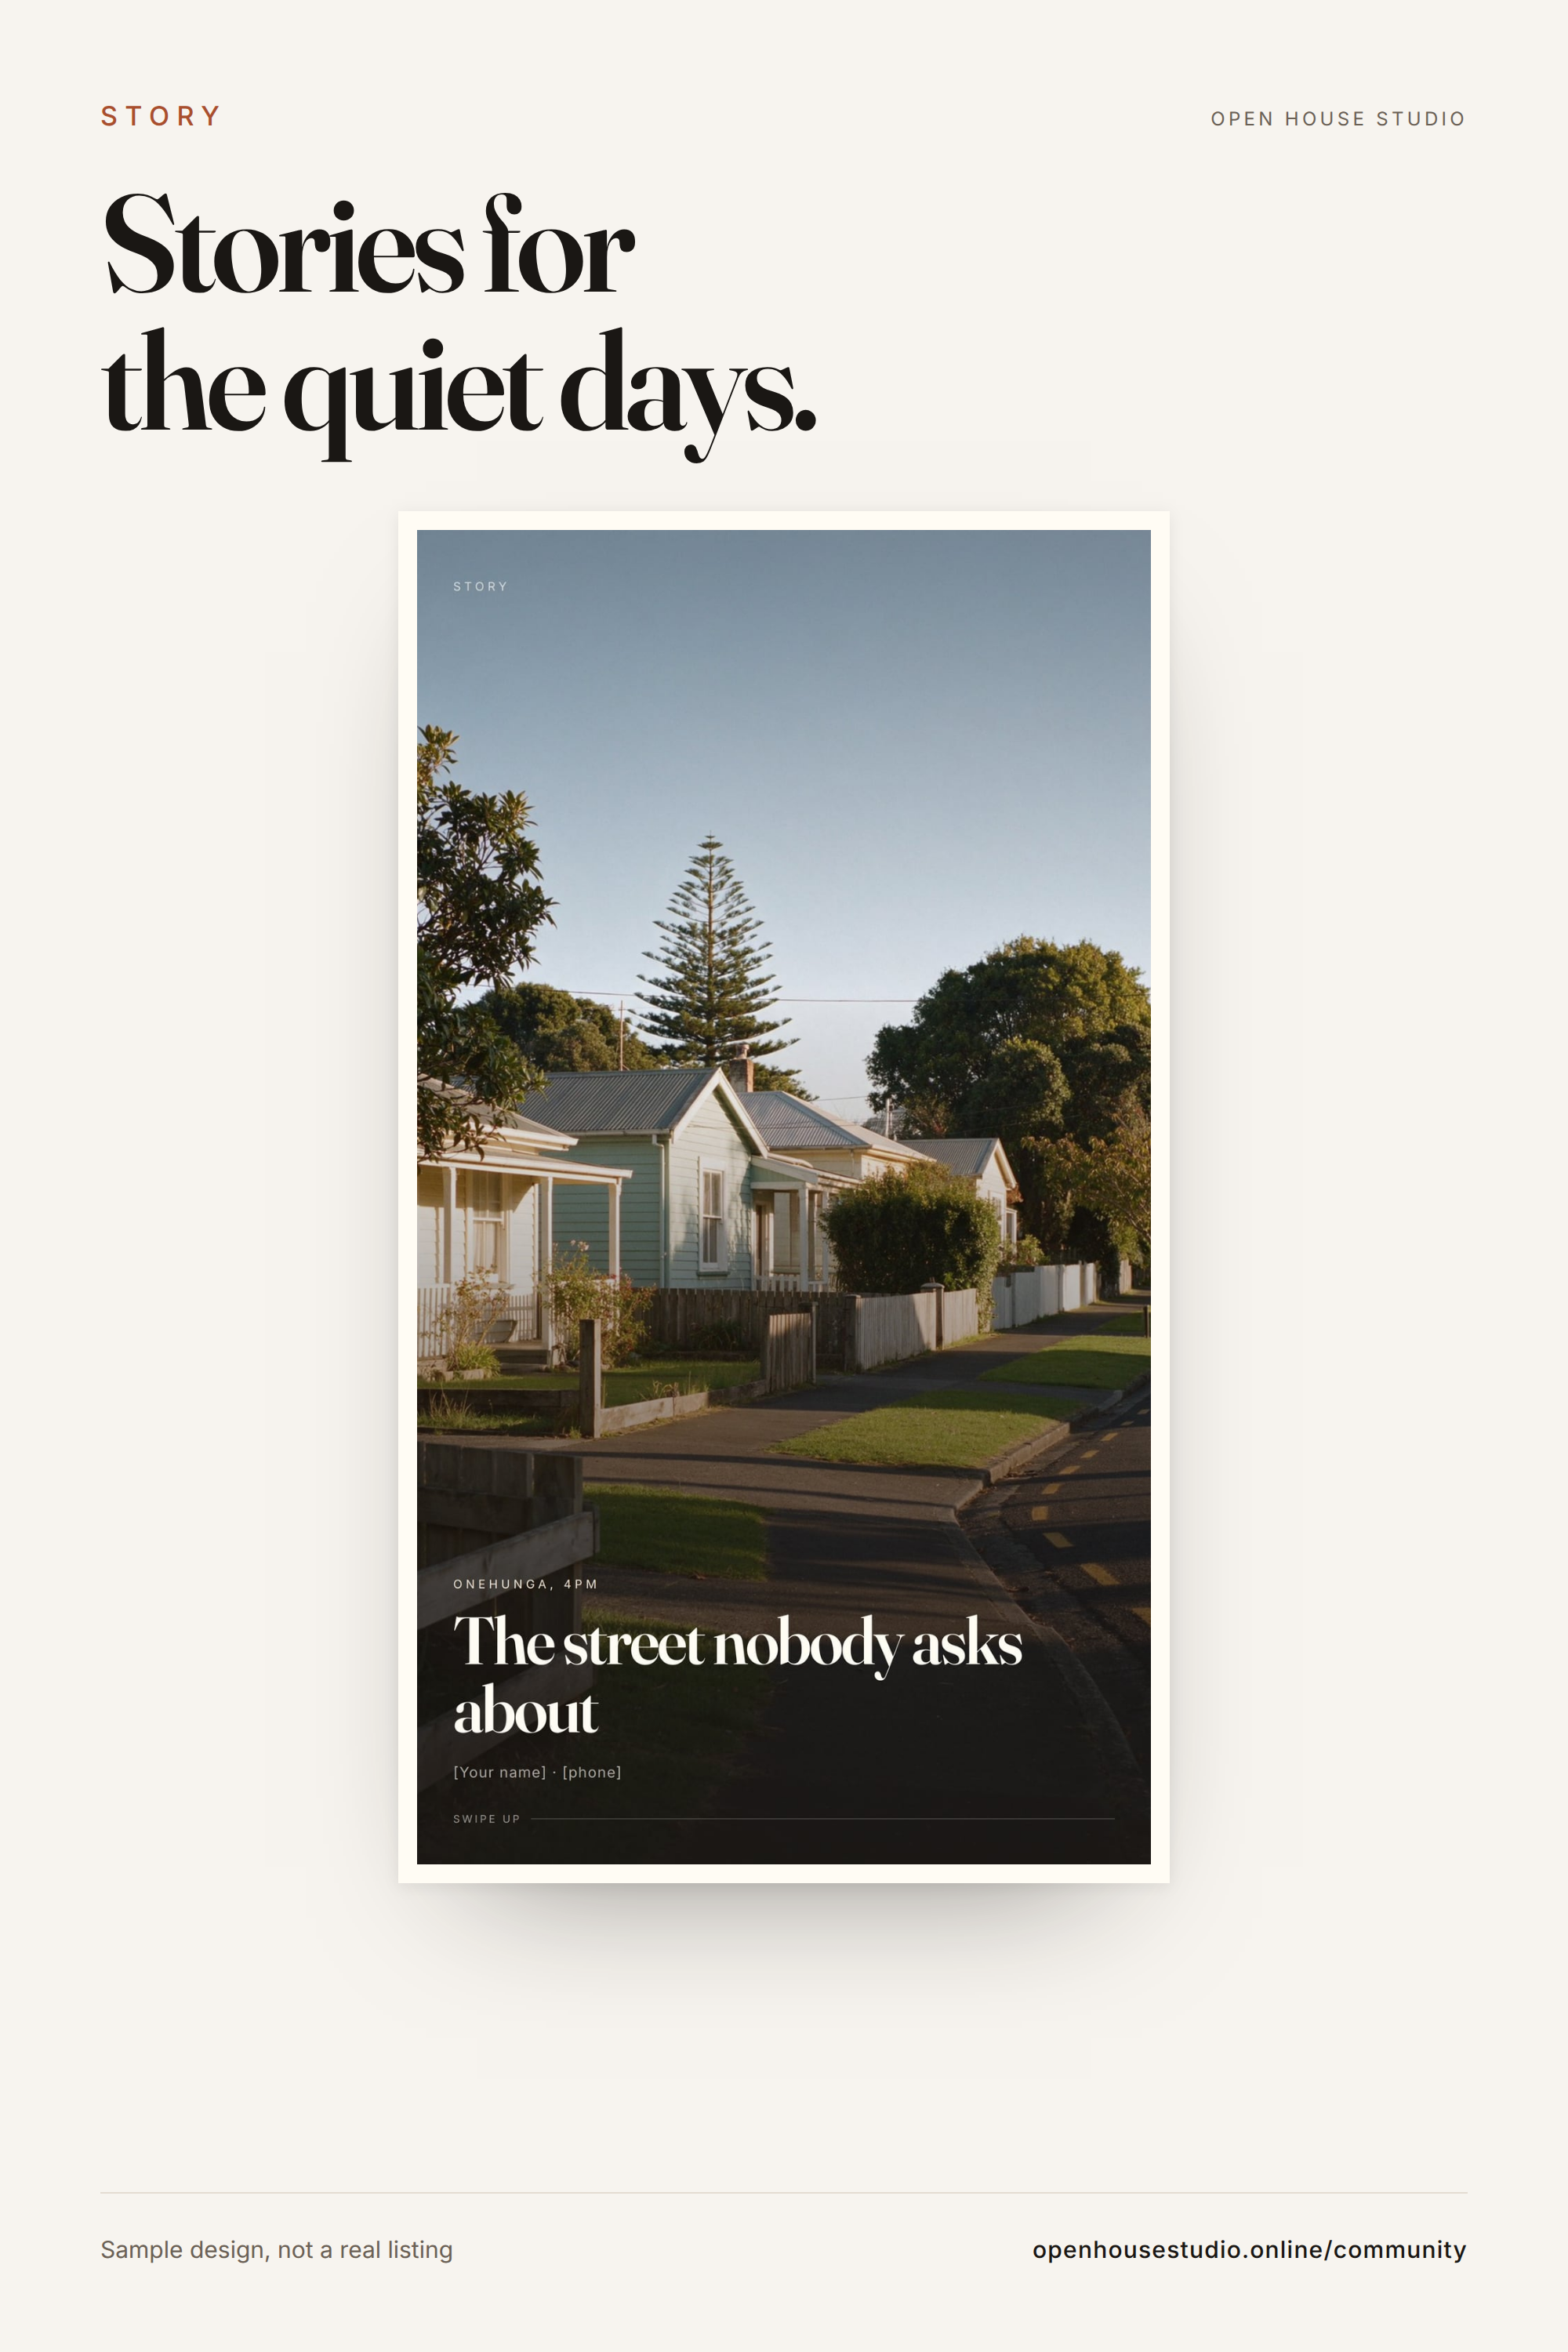 STORY
OPEN HOUSE STUDIO
Stories for
the quiet days.
STORY
ONEHUNGA, 4PM
The street nobody asks
about
[Your name] · [phone]
SWIPE UP
Sample design, not a real listing
openhousestudio.online/community